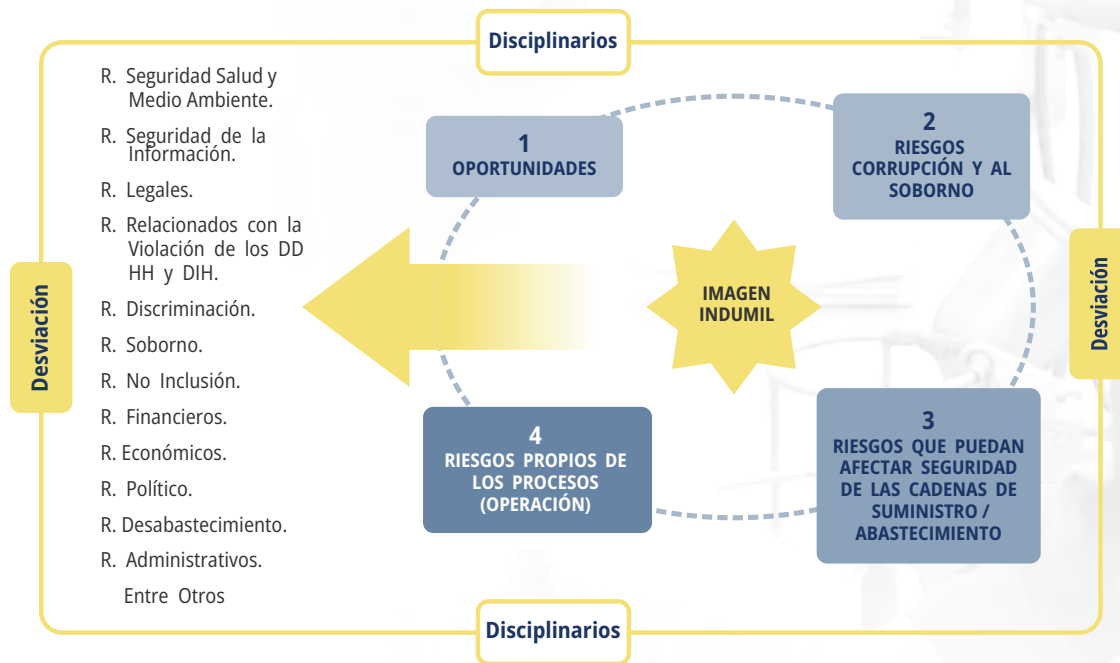 Disciplinarios
Desviación
R. Seguridad Salud y
Medio Ambiente.
R. Seguridad de la
Información.
R. Legales.
R. Relacionados con la
Violación de los DD
HH y DIH.
R. Discriminación.
R. Soborno.
R. No Inclusión.
R. Financieros.
R. Económicos.
R. Político.
R. Desabastecimiento.
R. Administrativos.
Entre Otros
1
OPORTUNIDADES
2
RIESGOS
CORRUPCIÓN Y AL
SOBORNO
IMAGEN
INDUMIL
3
RIESGOS QUE PUEDAN
AFECTAR SEGURIDAD
DE LAS CADENAS DE
SUMINISTRO /
ABASTECIMIENTO
4
RIESGOS PROPIOS DE
LOS PROCESOS
(OPERACIÓN)
Desviación
Disciplinarios